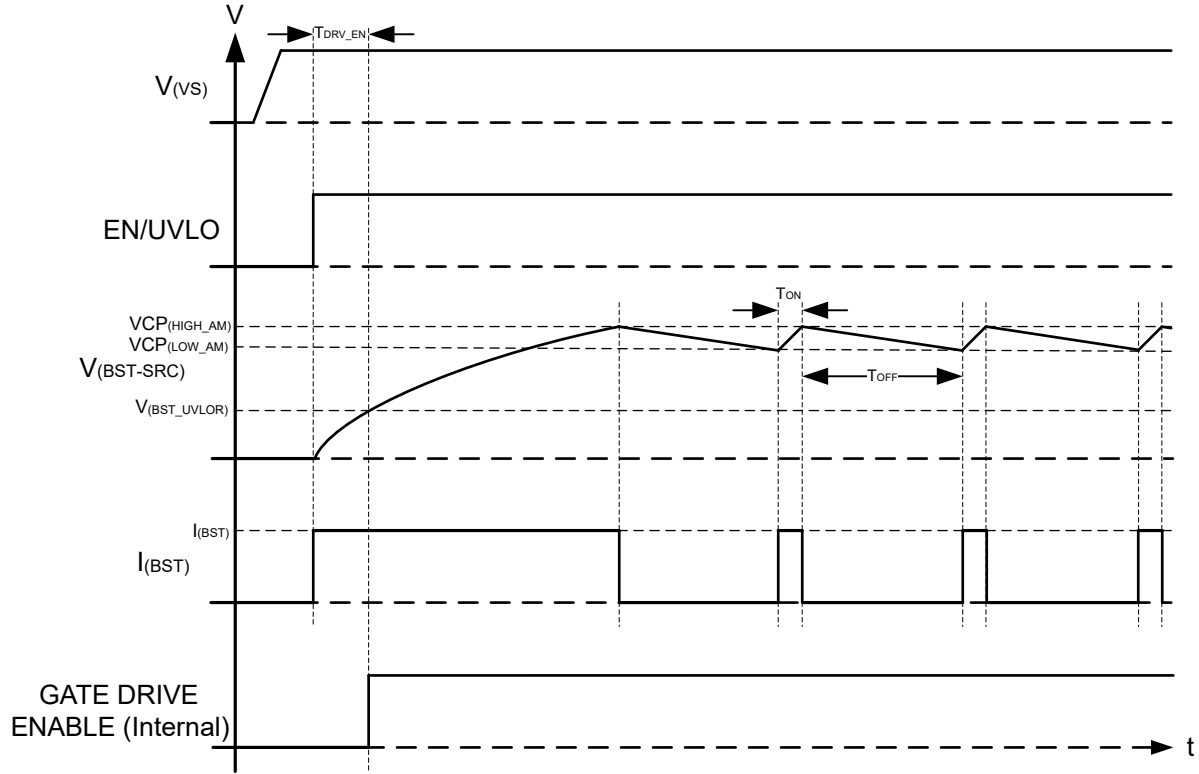 V
TDRV_EN
V(VS)
EN/UVLO
TON
VCP(HIGH_AM)
VCP(LOW_AM)
V(BST-SRC)
TOFF
V(BST_UVLOR)
I(BST)
I(BST)
GATE DRIVE
ENABLE (Internal)
t